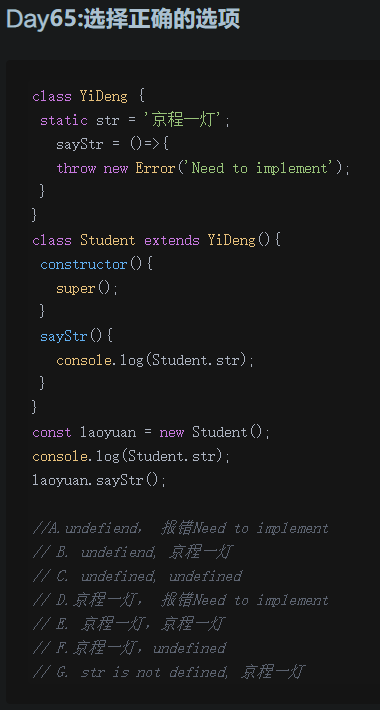 Day65:选择正确的选项
class YiDeng {
static str = '京程一灯';
sayStr = ()=>{
throw new Error('Need to implement');
}
}
class Student extends YiDeng(){
constructor(){
super();
}
sayStr(){
console.log(Student.str);
}
}
const laoyuan = new Student();
console.log(Student.str);
laoyuan.sayStr();
//A.undefiend， 报错Need to implement
// B. undefiend, 京程一灯
// C. undefined, undefined
// D.京程一灯， 报错Need to implement
// E. 京程一灯，京程一灯
// F.京程一灯，undefined
// G. str is not defined, 京程一灯